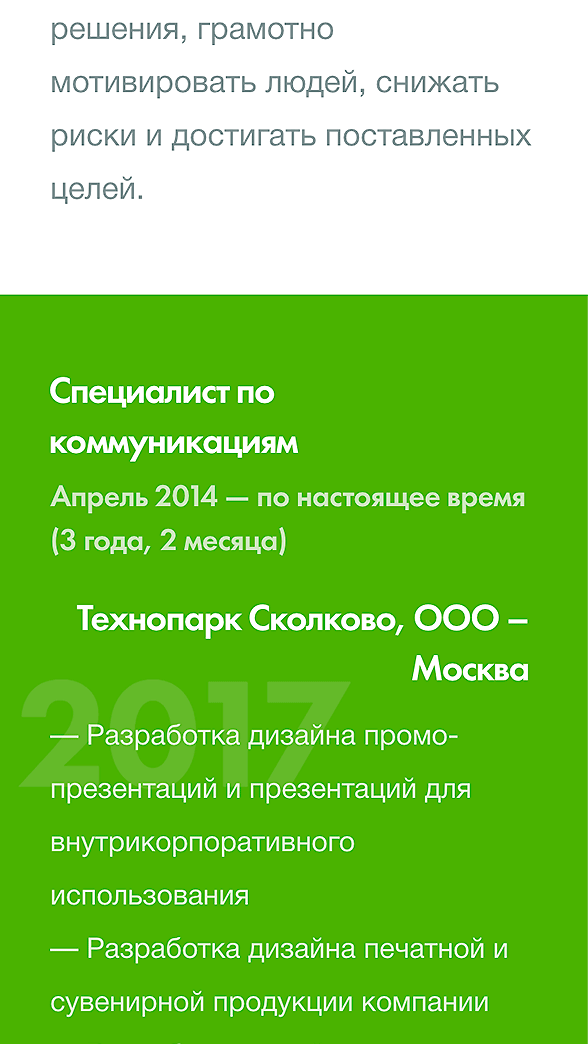 решения, грамотно
мотивировать людей, снижать
риски и достигать поставленных
целей.
Специалист по
коммуникациям
Апрель 2014 — по настоящее время
(3 года, 2 месяца)
Технопарк Сколково, ООО –
Москва
2017
— Разработка дизайна промо-
презентаций и презентаций для
внутрикорпоративного
использования
— Разработка дизайна печатной и
сувенирной продукции компании